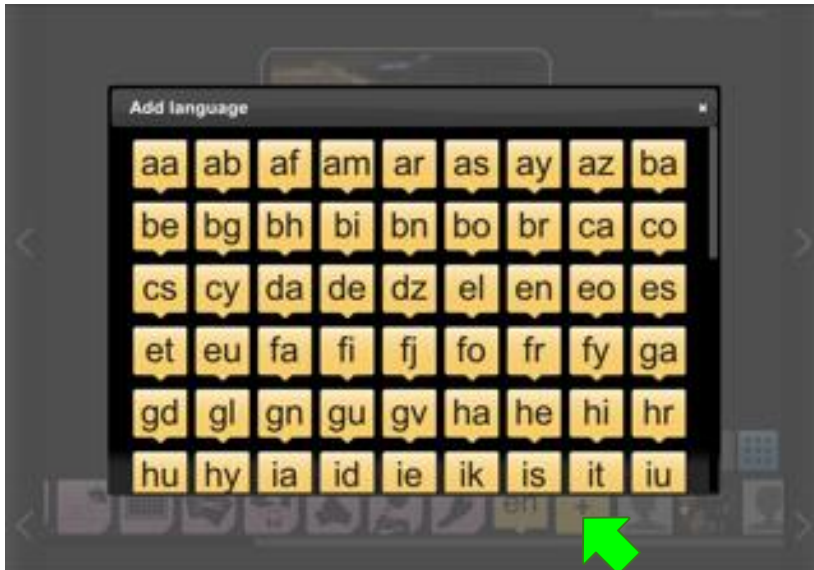 Add language ×
aa ab af am ar as ay az ba
be bg bh bi bn bo br ca co
cs cy da de dz el en eo es
et eu fa fi fj fo fr fy ga
gd gl gn gu gv ha he hi hr
hu hy ia id ie ik is it iu
en +